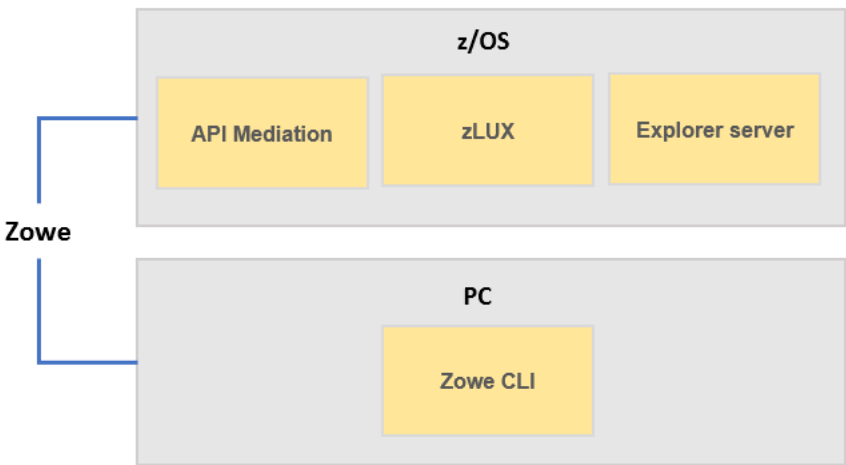 z/OS
API Mediation
zLUX
Explorer server
Zowe
PC
Zowe CLI